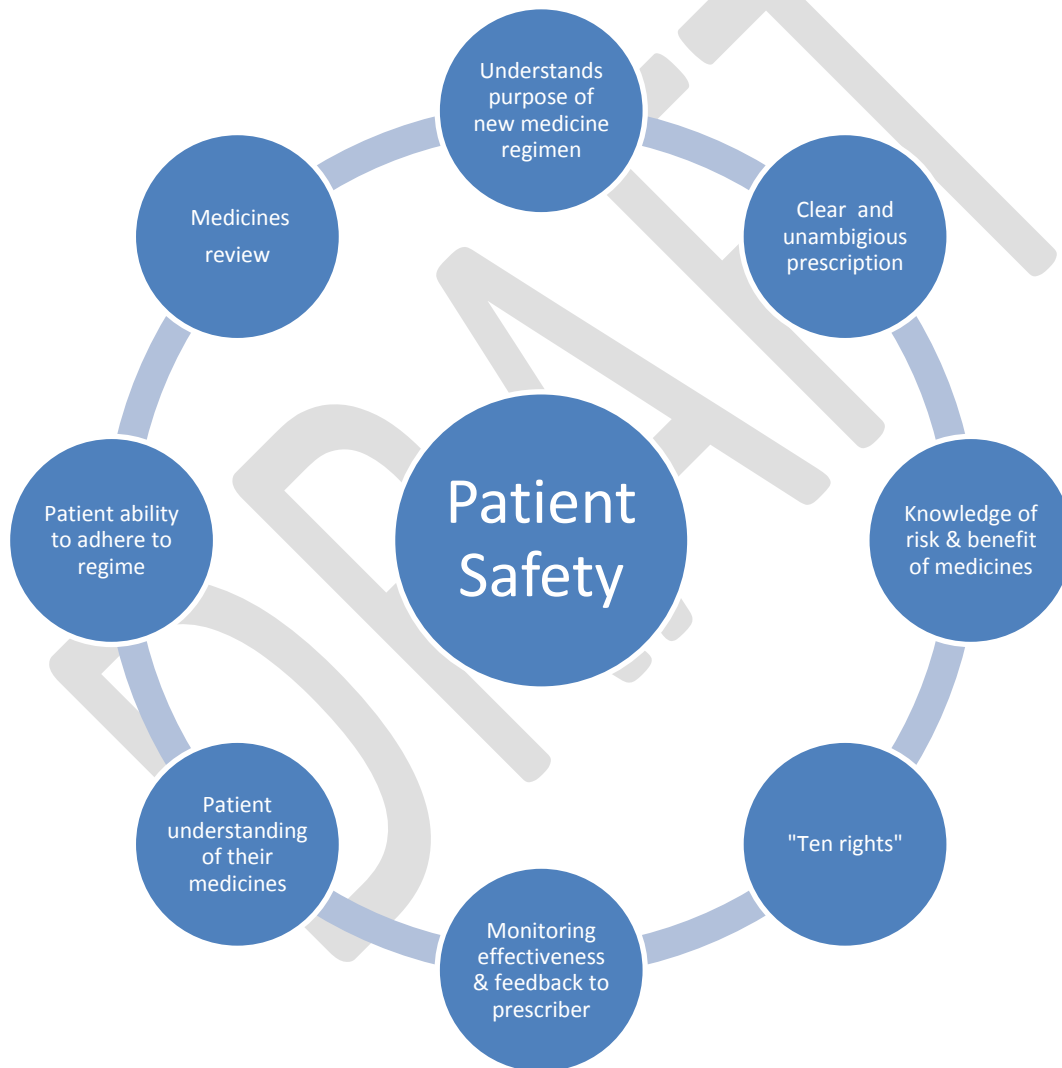 Understands
purpose of
new medicine
regimen
Clear and
unambigious
prescription
Knowledge of
risk & benefit
of medicines
"Ten rights"
Monitoring
effectiveness
& feedback to
prescriber
Patient
understanding
of their
medicines
Patient ability
to adhere to
regime
Medicines
review
Patient
Safety
DRAFT